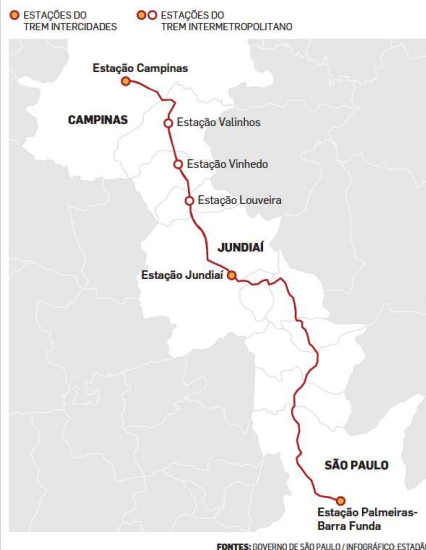 ESTAÇÕES DO
TREM INTERCIDADES
ESTAÇÕES DO
TREM INTERMETROPOLITANO
Estação Campinas
CAMPINAS
Estação Valinhos
Estação Vinhedo
Estação Louveira
JUNDIAÍ
Estação Jundiaí
SÃO PAULO
Estação Palmeiras-
Barra Funda
FONTES: GOVERNO DE SÃO PAULO / INFOGRÁFICO: ESTADÃO